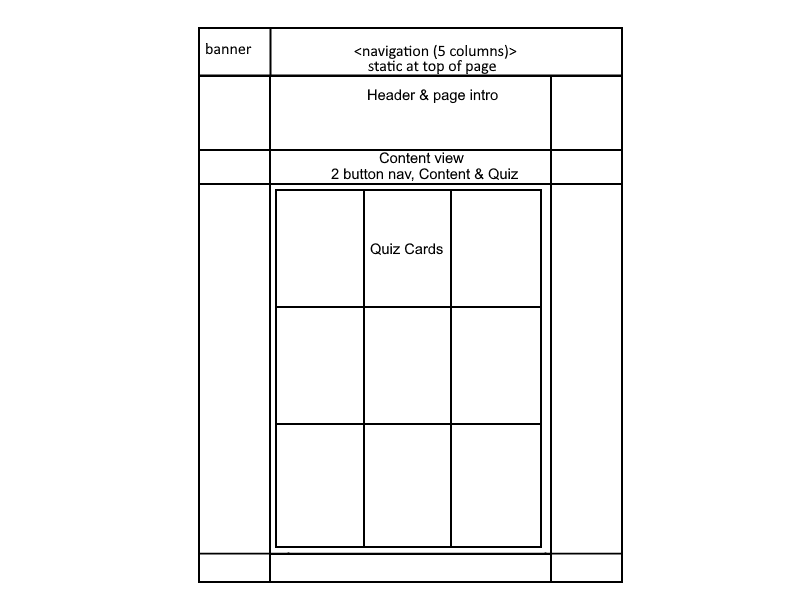 banner
<navigation (5 columns)>
static at top of page
Header & page intro
Content view
2 button nav, Content & Quiz
Quiz Cards